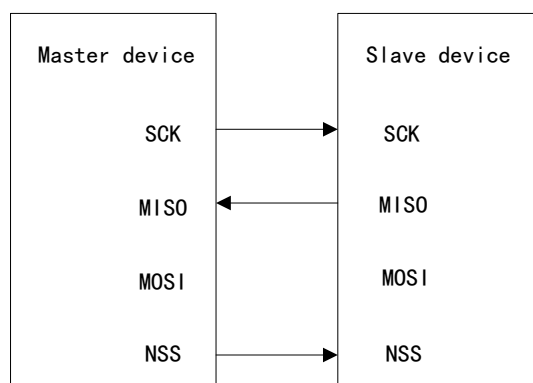 Master device
SCK
MISO
MOSI
NSS
Slave device
SCK
MISO
MOSI
NSS